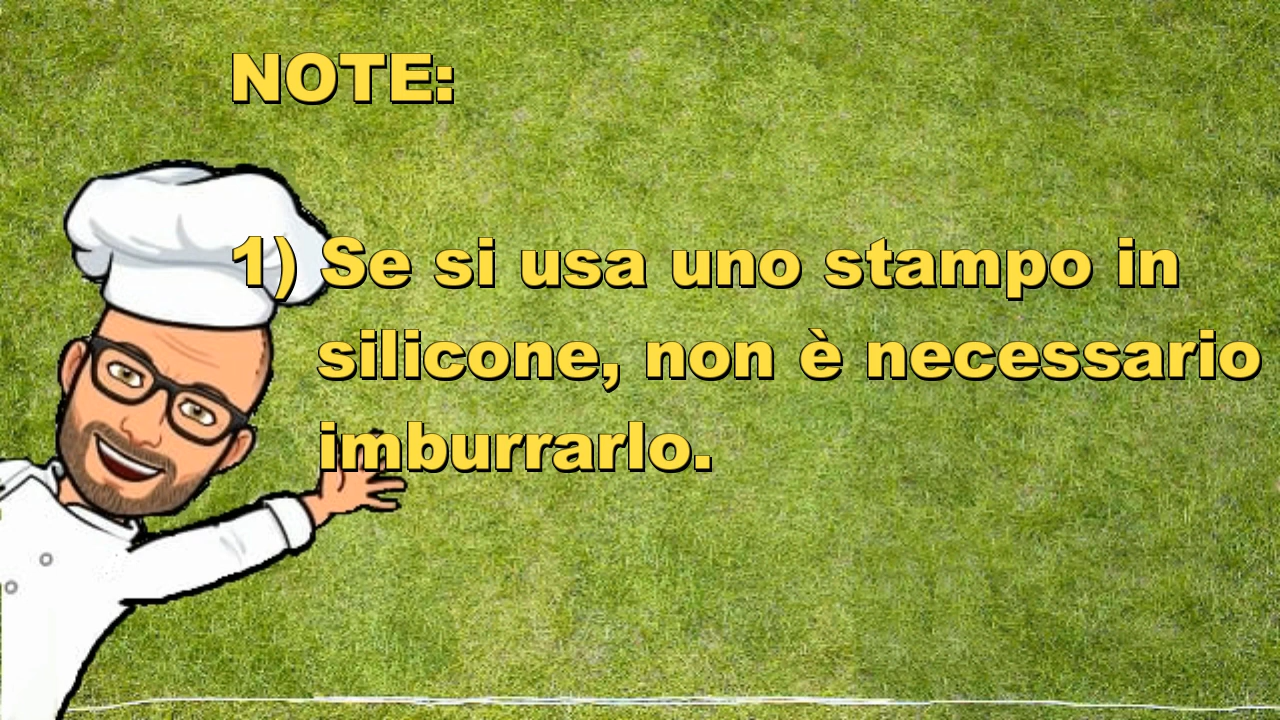 NOTE:
1) Se si usa uno stampo in
silicone, non è necessario
imburrarlo.